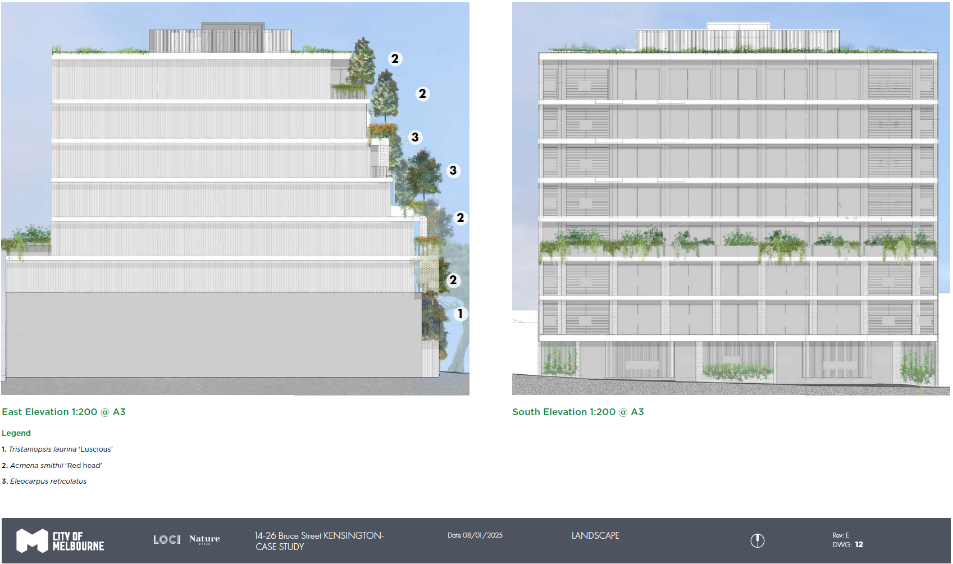 2
2
3
3
2
2
1
East Elevation 1:200 @ A3
South Elevation 1:200 @ A3
Legend
1. Tristaniopsis laurina 'Luscious'
2. Acmena smithii 'Red head'
3. Eleocarpus reticulatus
CITY OF
MELBOURNE
LOCI
Nature
14-26 Bruce Street KENSINGTON-
CASE STUDY
Date 08/01/2025
LANDSCAPE
Rev: E
DWG: 12